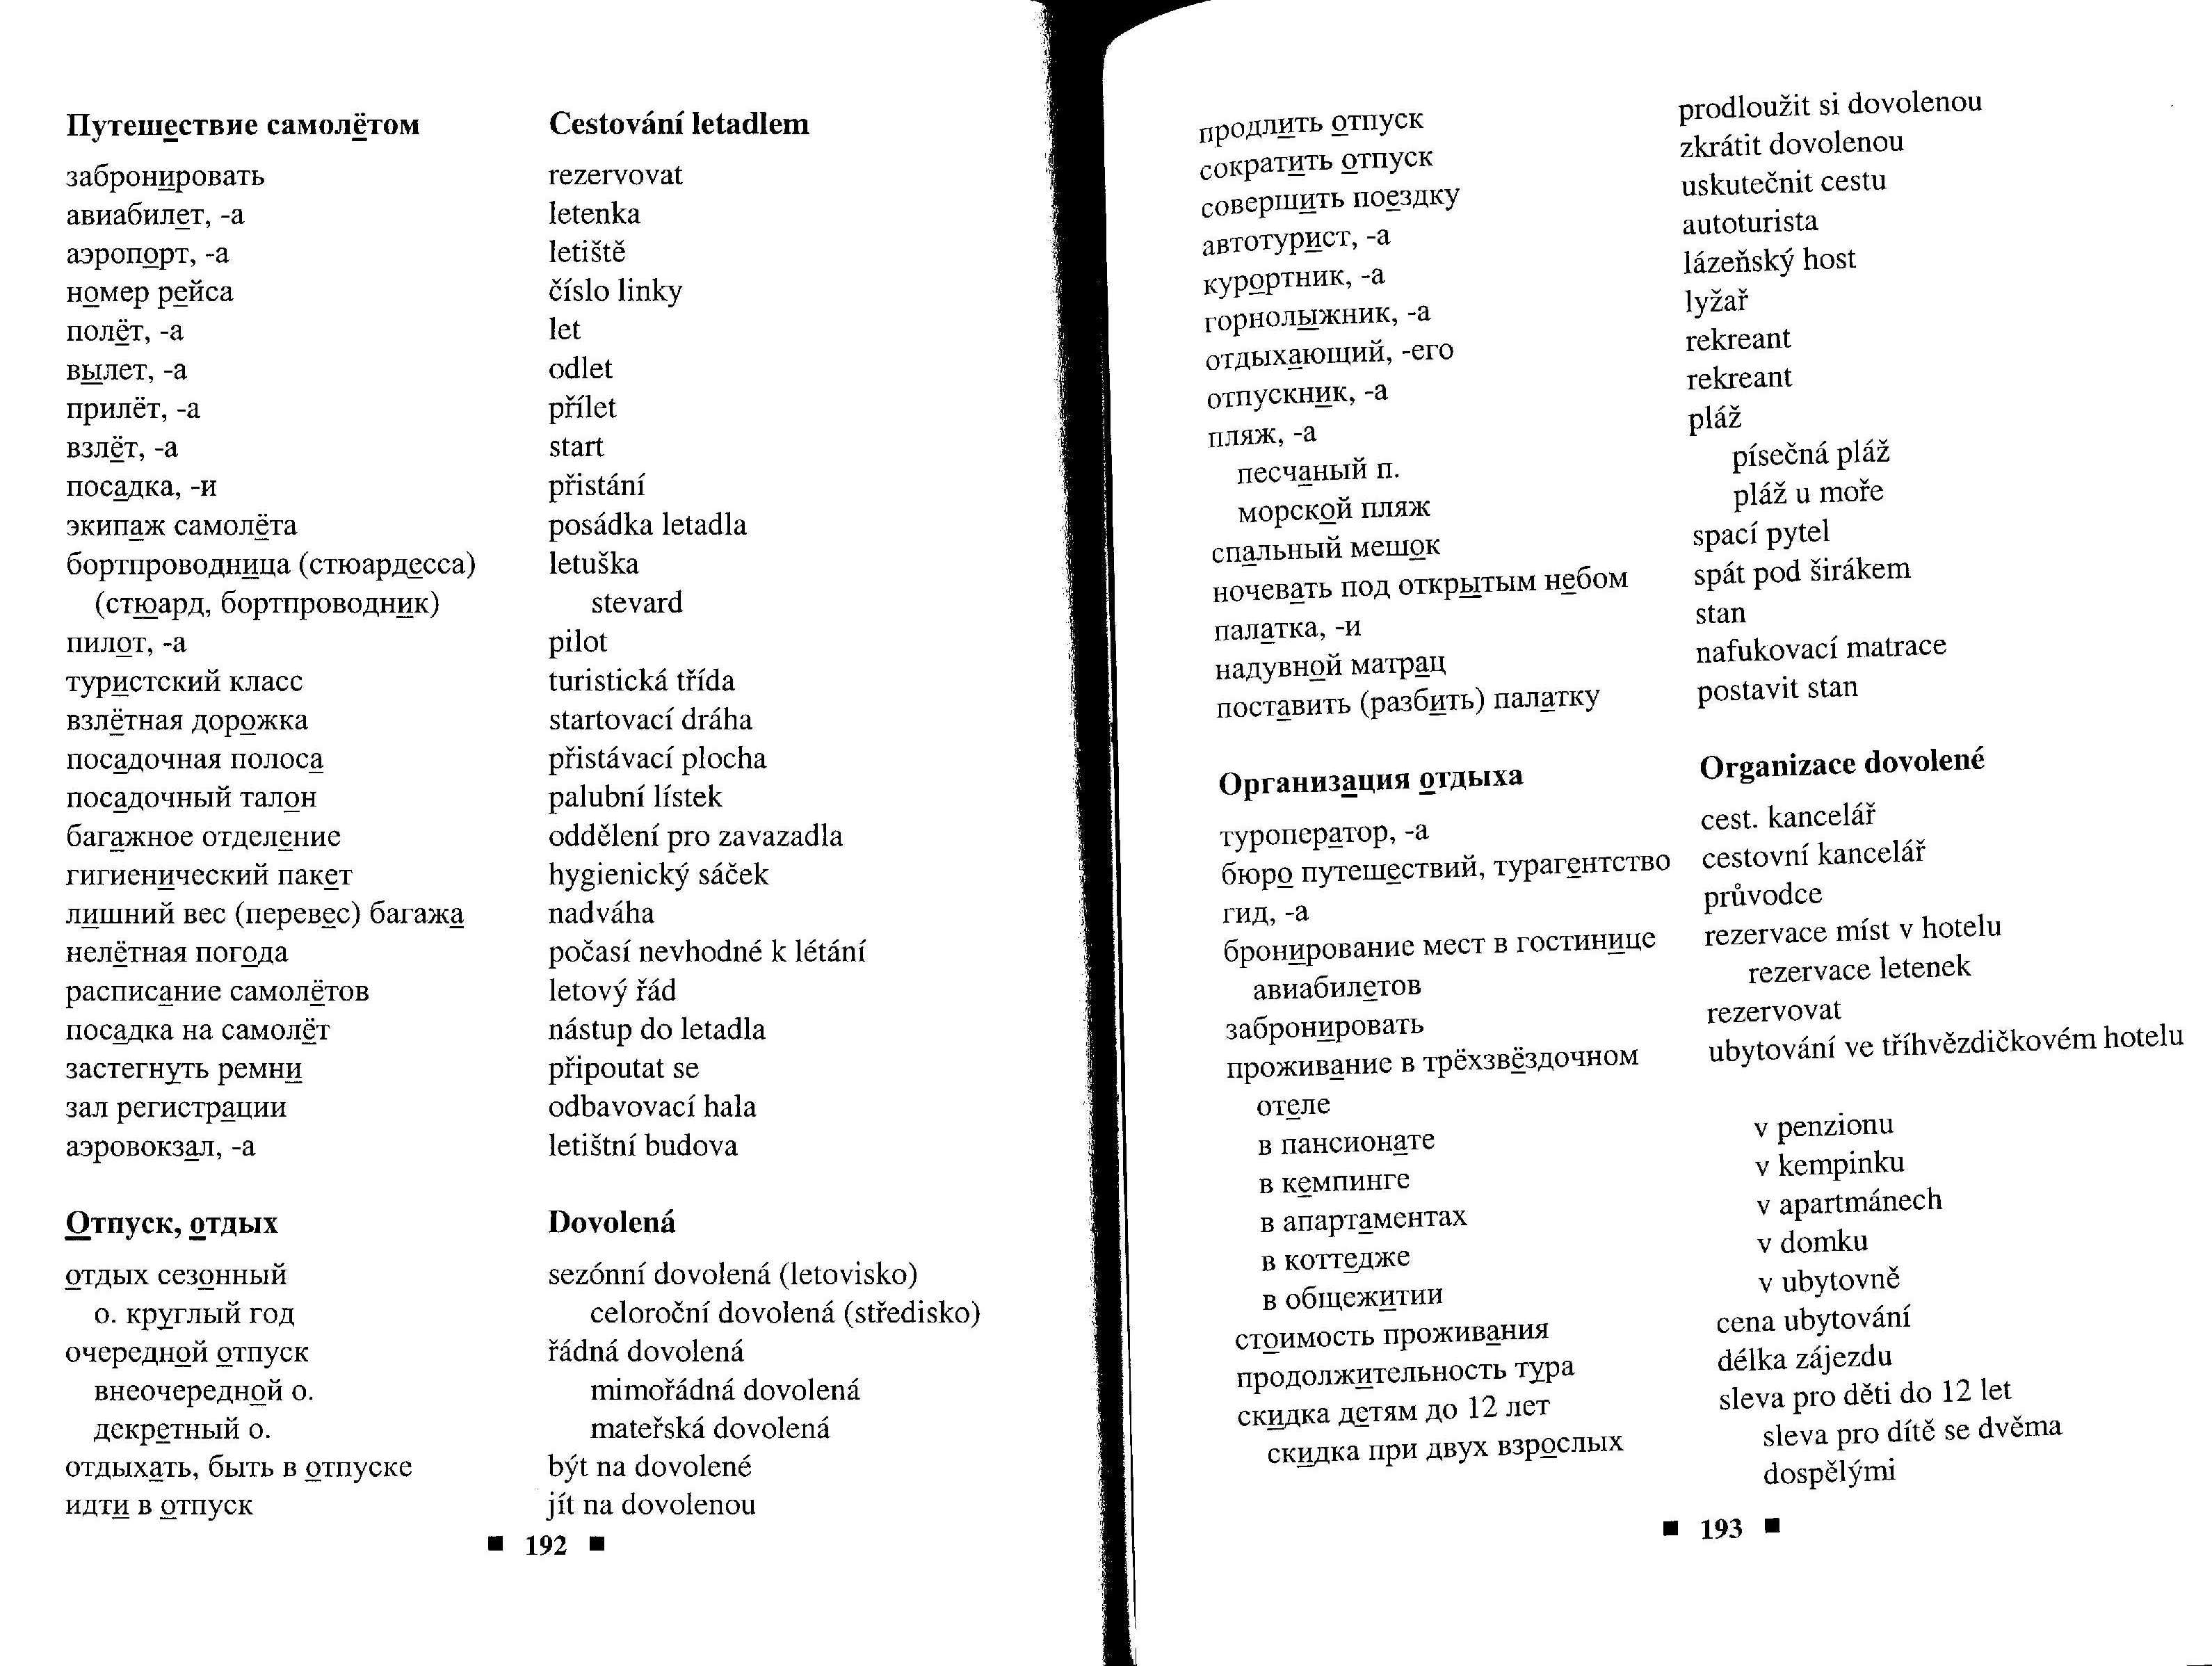 Путешествие самолётом Cestování letadlem
забронировать rezervovat
авиабилет, -а letenka
аэропорт, -а letiště
номер рейса číslo linky
полёт, -а let
вылет, -а odlet
прилёт, -а přílet
взлёт, -а start
посадка, -и přistání
экипаж самолёта posádka letadla
бортпроводница (стюардесса) letuška
(стюард, бортпроводник) stevard
пилот, -а pilot
туристский класс turistická třída
взлётная дорожка startovací dráha
посадочная полоса přistávací plocha
посадочный талон palubní lístek
багажное отделение oddělení pro zavazadla
гигиенический пакет hygienický sáček
лишний вес (перевес) багажа nadváha
нелётная погода počasí nevhodné k létání
расписание самолётов letový řád
посадка на самолёт nástup do letadla
застегнуть ремни připoutat se
зал регистрации odbavovací hala
аэровокзал, -а letištní budova
Отпуск, отдых Dovolená
отдых сезонный sezónní dovolená (letovisko)
о. круглый год celoroční dovolená (středisko)
очередной отпуск řádná dovolená
внеочередной о. mimořádná dovolená
декретный о. mateřská dovolená
отдыхать, быть в отпуске být na dovolené
идти в отпуск jít na dovolenou
■ 192 ■
продлить отпуск prodloužit si dovolenou
сократить отпуск zkrátit dovolenou
совершить поездку uskutečnit cestu
автотурист, -а autoturista
курортник, -а lázeňský host
горнолыжник, -а lyžař
отдыхающий, -его rekreant
отпускник, -а rekreant
пляж, -а pláž
песчаный п. písečná pláž
морской пляж pláž u moře
спальный мешок spací pytel
ночевать под открытым небом spát pod širákem
палатка, -и stan
надувной матрац nafukovací matrace
поставить (разбить) палатку postavit stan
Организация отдыха Organizace dovolené
туроператор, -а cest. kancelář
бюро путешествий, турагентство cestovní kancelář
гид, -а průvodce
бронирование мест в гостинице rezervace míst v hotelu
авиабилетов rezervace letenek
забронировать rezervovat
проживание в трёхзвёздочном ubytování ve tříhvězdičkovém hotelu
отеле
в пансионате v penzionu
в кемпинге v kempinku
в апартаментах v apartmánech
в коттедже v domku
в общежитии v ubytovně
стоимость проживания cena ubytování
продолжительность тура délka zájezdu
скидка детям до 12 лет sleva pro děti do 12 let
скидка при двух взрослых sleva pro dítě se dvěma
dospělými
■ 193 ■